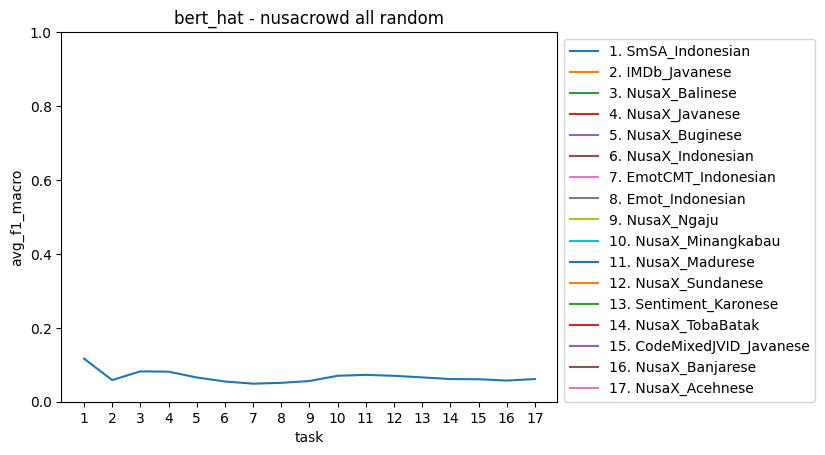 bert_hat - nusacrowd all random
1.0
0.8
0.6
0.4
0.2
0.0
avg_f1_macro
1 2 3 4 5 6 7 8 9 10 11 12 13 14 15 16 17
task
1. SmSA_Indonesian
2. IMDb_Javanese
3. NusaX_Balinese
4. NusaX_Javanese
5. NusaX_Buginese
6. NusaX_Indonesian
7. EmotCMT_Indonesian
8. Emot_Indonesian
9. NusaX_Ngaju
10. NusaX_Minangkabau
11. NusaX_Madurese
12. NusaX_Sundanese
13. Sentiment_Karonese
14. NusaX_TobaBatak
15. CodeMixedJVID_Javanese
16. NusaX_Banjarese
17. NusaX_Acehnese